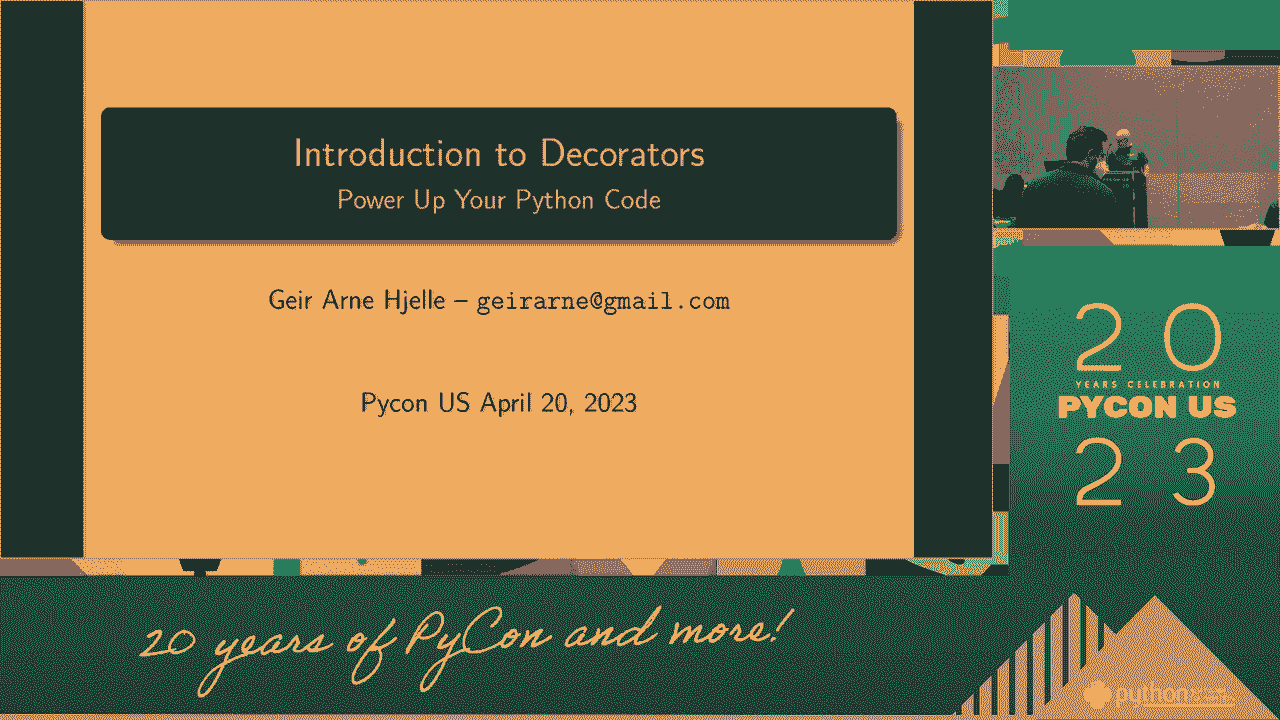 Introduction to Decorators
Power Up Your Python Code
Geir Arne Hjelle – geirarne@gmail.com
Pycon US April 20, 2023
20
YEARS CELEBRATION
PYCON US
23
20 years of PyCon and more!
python